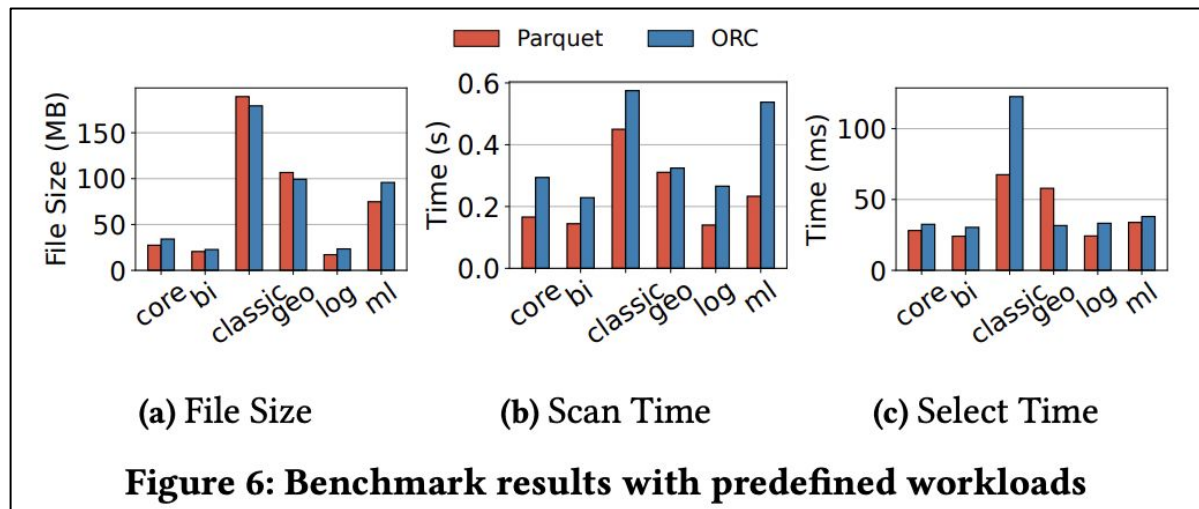 Parquet ORC
File Size (MB)
150
100
50
0
core bi classic geo log ml
Time (s)
0.6
0.4
0.2
0.0
core bi classic geo log ml
Time (ms)
100
50
0
core bi classic geo log ml
(a) File Size (b) Scan Time (c) Select Time
Figure 6: Benchmark results with predefined workloads